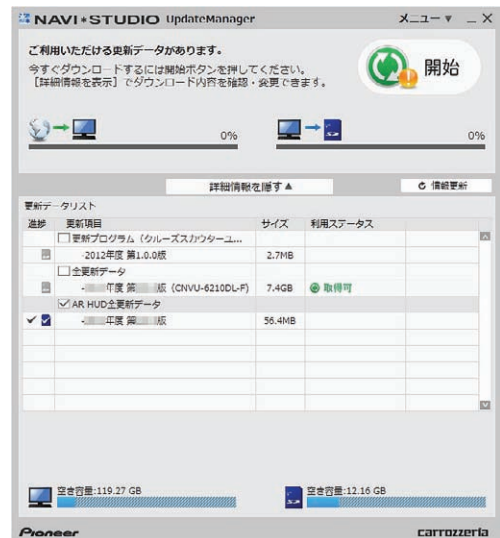 NAVI*STUDIO UpdateManager
メニュー ▼ _ X
ご利用いただける更新データがあります。
今すぐダウンロードするには開始ボタンを押してください。
[詳細情報を表示]でダウンロード内容を確認・変更できます。
開始
0%
0%
詳細情報を隠す▲
情報更新
更新データリスト
進捗 更新項目 サイズ 利用ステータス
更新プログラム (クルーズスカウターユ...
-2012年度 第1.0.0版 2.7MB
全更新データ
- 年度 第 版 (CNVU-6210DL-F) 7.4GB 取得可
AR HUD全更新データ
- 年度 第 版 56.4MB
空き容量:119.27 GB
空き容量:12.16 GB
Pioneer
carrozzeria